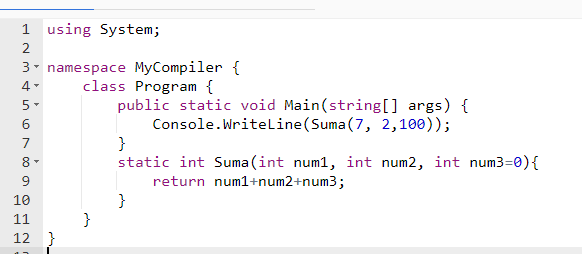 1 using System;
2
3 namespace MyCompiler {
4     class Program {
5         public static void Main(string[] args) {
6             Console.WriteLine(Suma(7, 2,100));
7         }
8         static int Suma(int num1, int num2, int num3=0){
9             return num1+num2+num3;
10         }
11     }
12 }